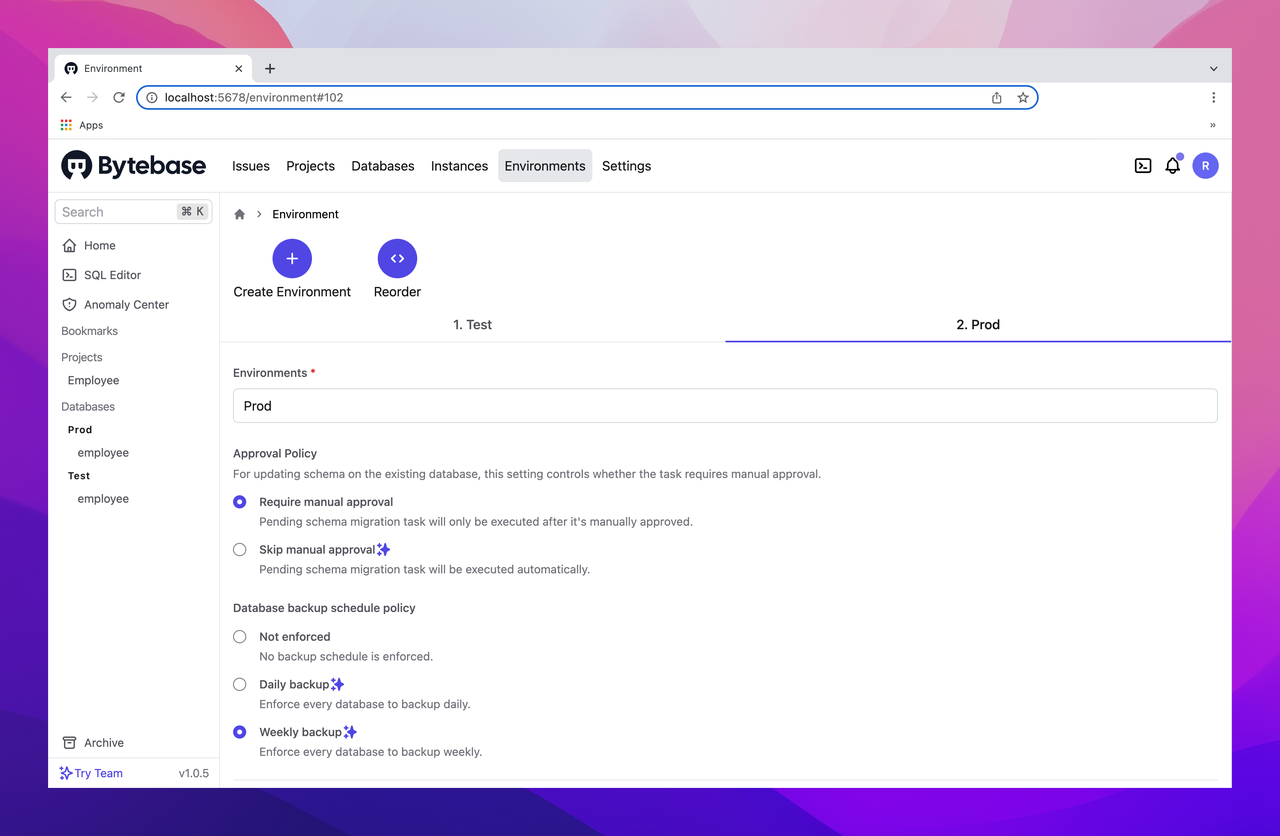 Environment
localhost:5678/environment#102
Apps
»
Bytebase
Issues
Projects
Databases
Instances
Environments
Settings
R
Search
⌘ K
Home
SQL Editor
Anomaly Center
Bookmarks
Projects
Employee
Databases
Prod
employee
Test
employee
Archive
Try Team
v1.0.5
Environment
Create Environment
Reorder
1. Test
2. Prod
Environments *
Prod
Approval Policy
For updating schema on the existing database, this setting controls whether the task requires manual approval.
Require manual approval
Pending schema migration task will only be executed after it's manually approved.
Skip manual approval
Pending schema migration task will be executed automatically.
Database backup schedule policy
Not enforced
No backup schedule is enforced.
Daily backup
Enforce every database to backup daily.
Weekly backup
Enforce every database to backup weekly.